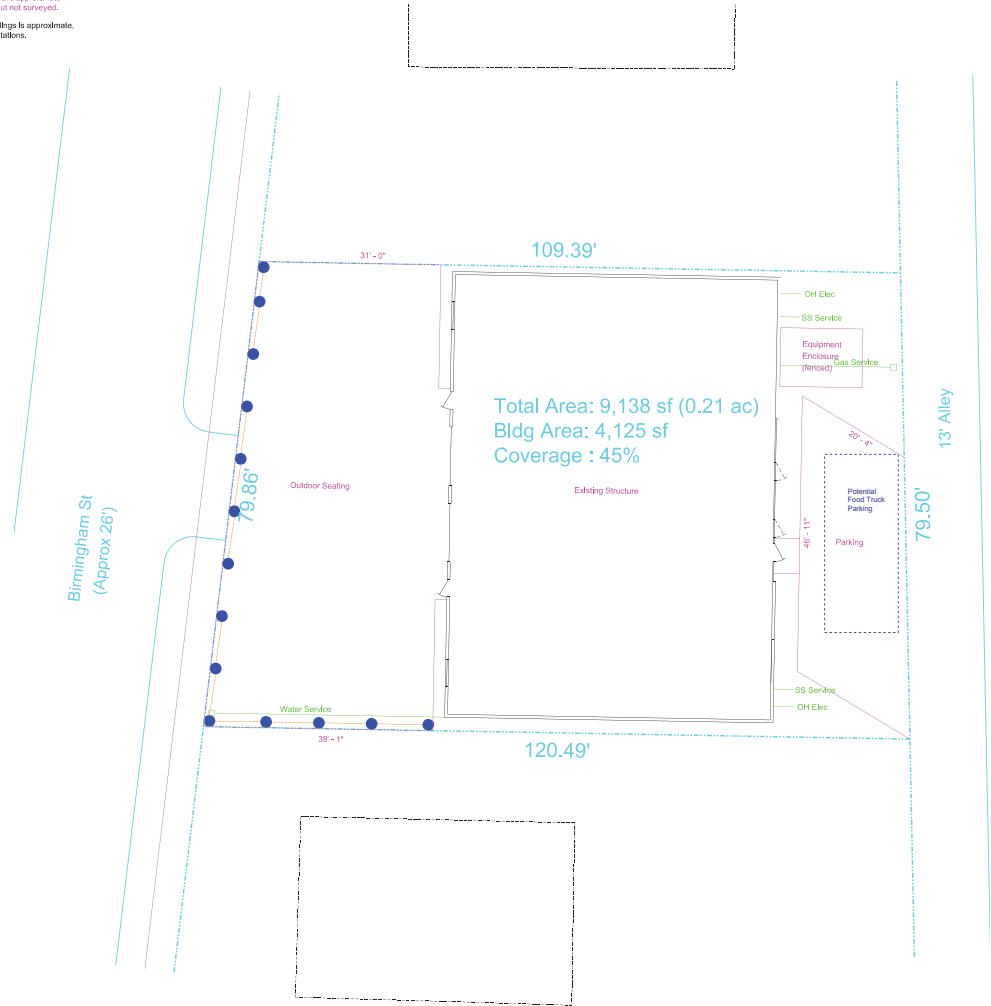 but not surveyed.
is approximate,
109.39'
31' - 0"
OH Elec
SS Service
Equipment
Enclosure
(fenced)
Gas Service
Total Area: 9,138 sf (0.21 ac)
Bldg Area: 4,125 sf
Coverage : 45%
13' Alley
20' - 4"
79.86'
Outdoor Seating
Existing Structure
Potential
Food Truck
Parking
79.50'
46' - 11"
Parking
Birmingham St
(Approx 26')
SS Service
OH Elec
Water Service
39' - 1"
120.49'